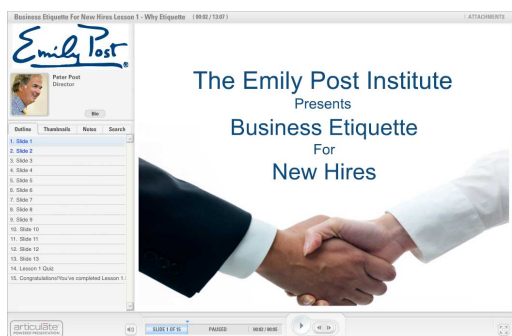 Business Etiquette For New Hires Lesson 1 - Why Etiquette ( 00:02 / 13:07 )
ATTACHMENTS
Emily Post ®
Peter Post
Director
Bio
Outline Thumbnails Notes Search
1. Slide 1
2. Slide 2
3. Slide 3
4. Slide 4
5. Slide 5
6. Slide 6
7. Slide 7
8. Slide 8
9. Slide 9
10. Slide 10
11. Slide 11
12. Slide 12
13. Slide 13
14. Lesson 1 Quiz
15. Congratulations!You've completed Lesson 1.
The Emily Post Institute
Presents
Business Etiquette
For
New Hires
articulate
POWERED PRESENTATION
SLIDE 1 OF 15 PAUSED 00:02 / 00:05